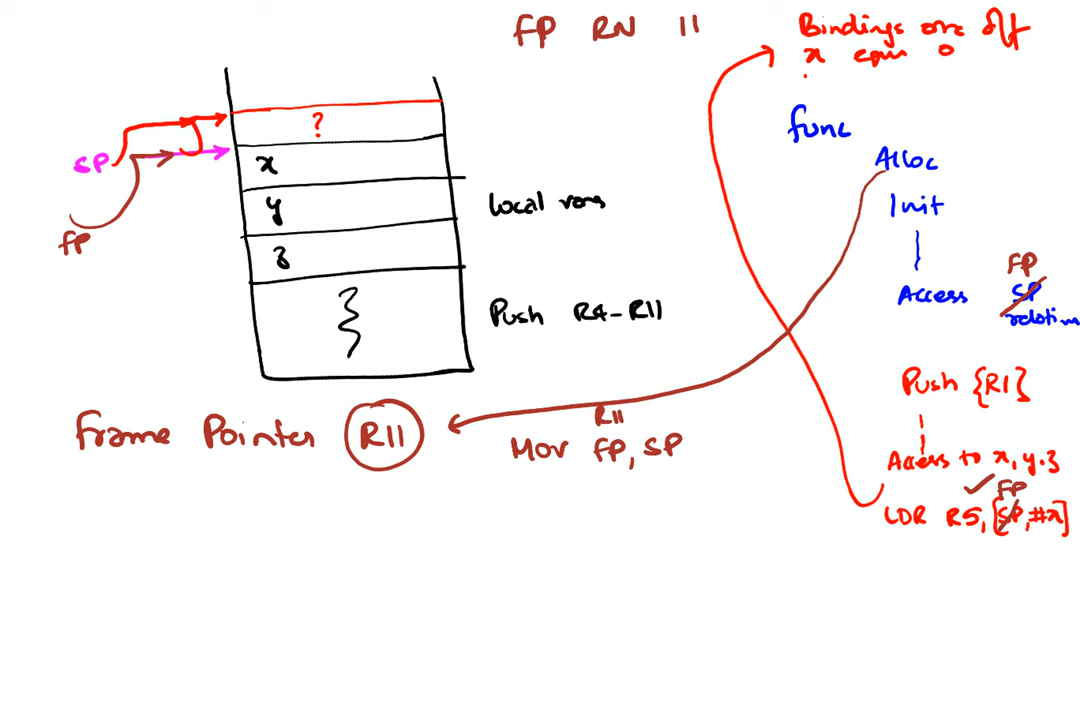 FP RN 11
Bindings are off
x equ 0
?
func
SP
x
Alloc
y
Local vars
Init
FP
z
FP
Access SP
relative
Push R4-R11
Push {R1}
R11
Frame Pointer R11
Mov FP, SP
Access to x, y.z
FP
LDR R5, [SP, #x]